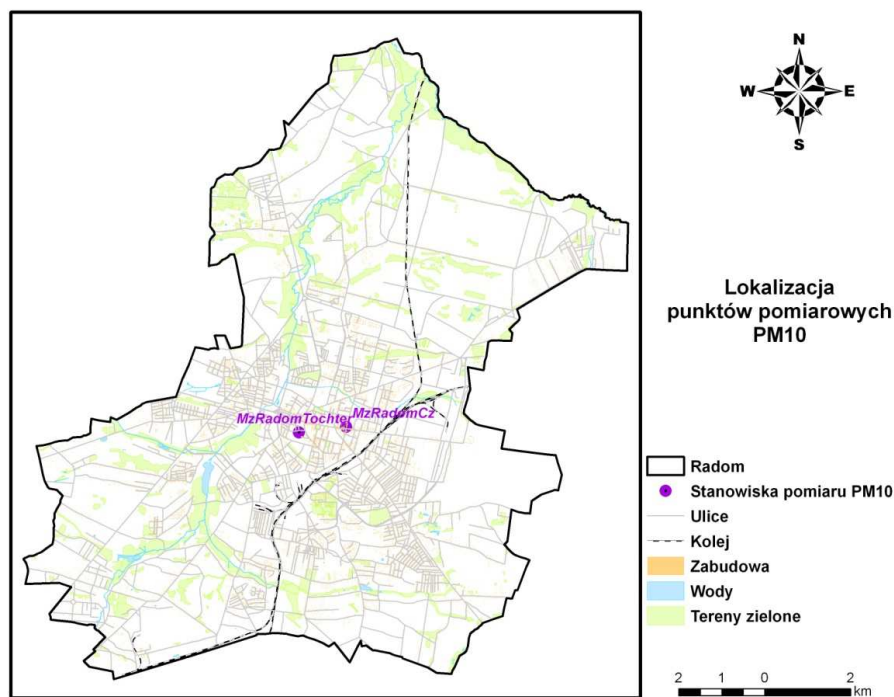 N
W E
S
Lokalizacja
punktów pomiarowych
PM10
MzRadomTochter
MzRadomCz
Radom
Stanowiska pomiaru PM10
Ulice
Kolej
Zabudowa
Wody
Tereny zielone
2 1 0 2
km